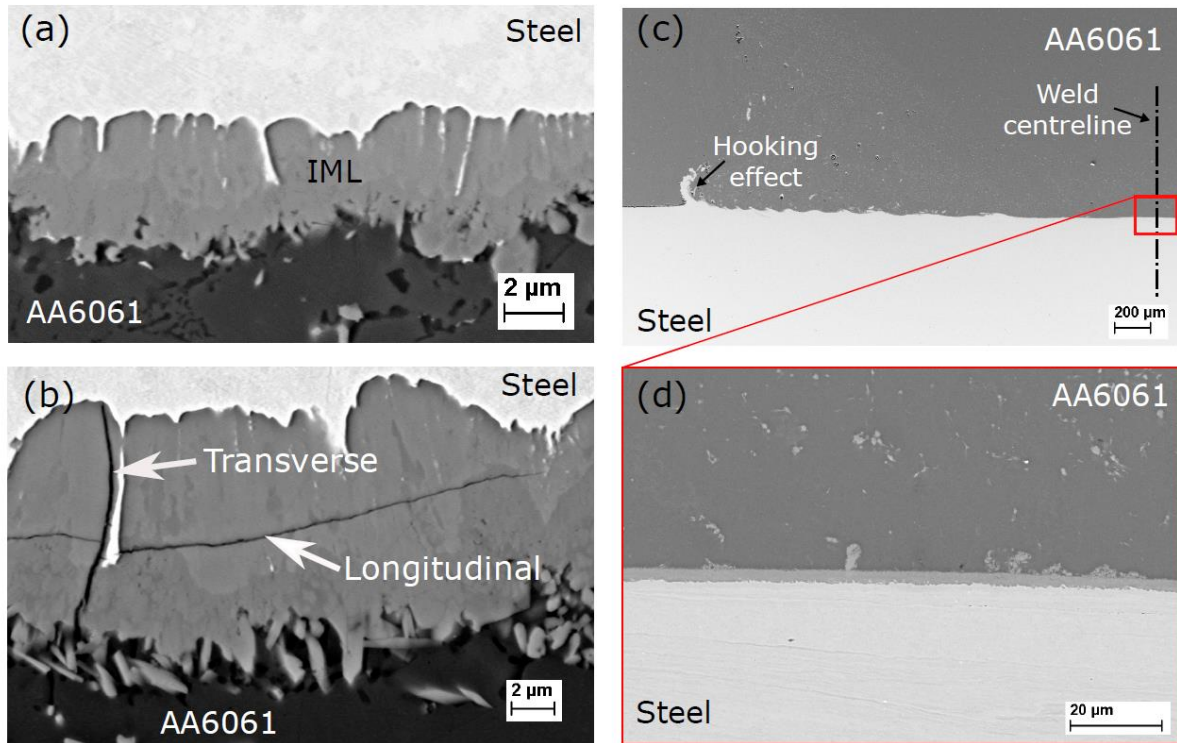 (a)
Steel
IML
AA6061
2 µm
(b)
Steel
Transverse
Longitudinal
AA6061
2 µm
(c)
AA6061
Weld
centreline
Hooking
effect
Steel
200 µm
(d)
AA6061
Steel
20 µm